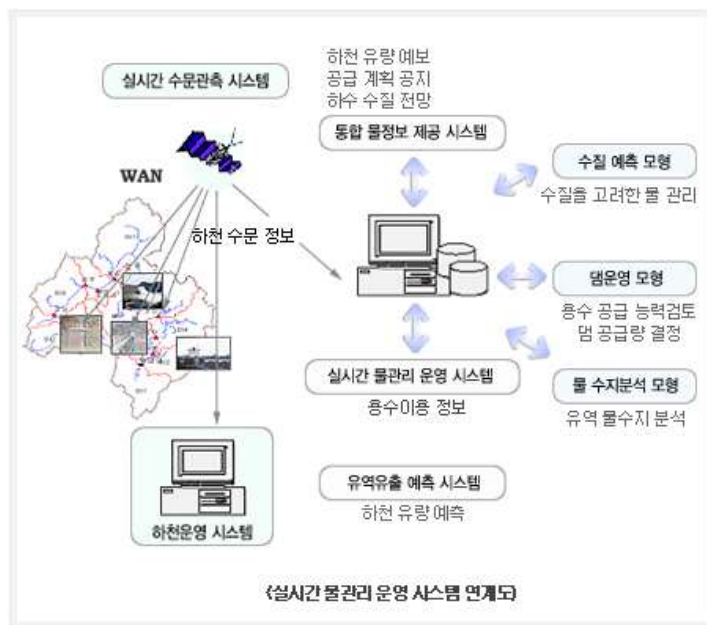 하천 유량 예보
공급 계획 공지
하수 수질 전망
실시간 수문관측 시스템
통합 물정보 제공 시스템
WAN
수질 예측 모형
수질을 고려한 물 관리
하천 수문 정보
댐운영 모형
용수 공급 능력검토
댐 공급량 결정
실시간 물관리 운영 시스템
용수이용 정보
물 수지분석 모형
유역 물수지 분석
하천운영 시스템
유역유출 예측 시스템
하천 유량 예측
<실시간 물관리 운영 시스템 연계도>